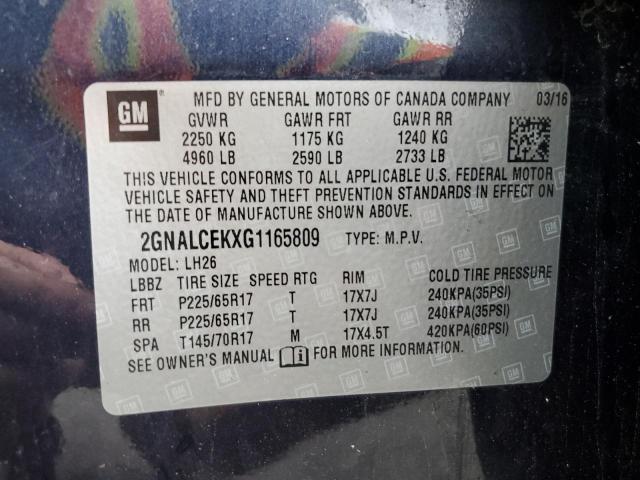 GM ® MFD BY GENERAL MOTORS OF CANADA COMPANY 03/16
GVWR GAWR FRT GAWR RR
2250 KG 1175 KG 1240 KG
4960 LB 2590 LB 2733 LB
THIS VEHICLE CONFORMS TO ALL APPLICABLE U.S. FEDERAL MOTOR
VEHICLE SAFETY AND THEFT PREVENTION STANDARDS IN EFFECT ON
THE DATE OF MANUFACTURE SHOWN ABOVE.
2GNALCEKXG1165809 TYPE: M.P.V.
MODEL: LH26
LBBZ TIRE SIZE SPEED RTG RIM COLD TIRE PRESSURE
FRT P225/65R17 T 17X7J 240KPA(35PSI)
RR P225/65R17 T 17X7J 240KPA(35PSI)
SPA T145/70R17 M 17X4.5T 420KPA(60PSI)
SEE OWNER'S MANUAL i FOR MORE INFORMATION.